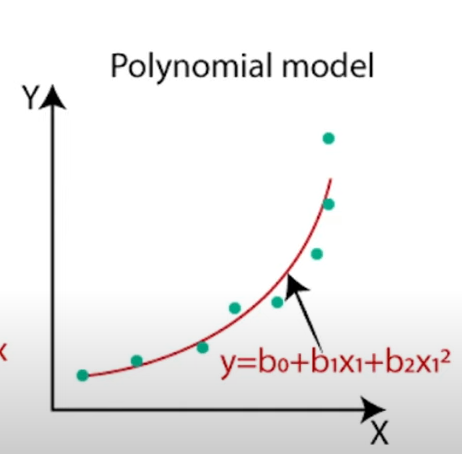 Polynomial model
Y
x
y=b₀+b₁x₁+b₂x₁²
X